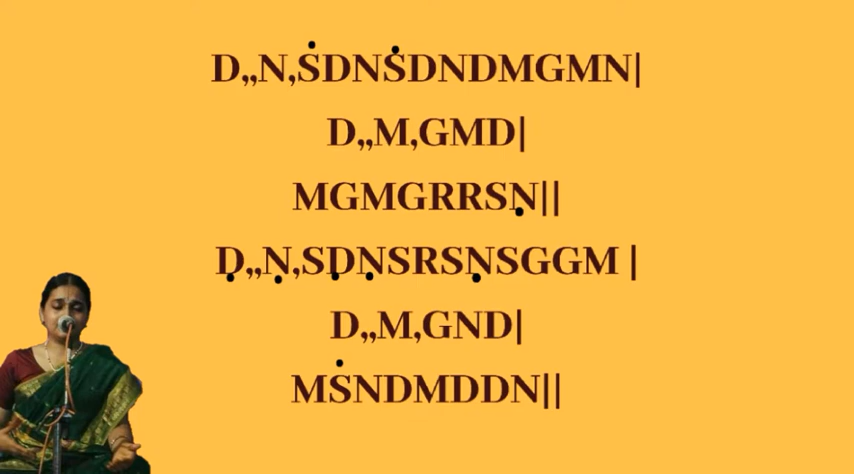 D,,N,ṠDNṠDNDMGMN|
D,,M,GMD|
MGMGRRSṆ||
Ḍ,,Ṇ,SḌṆSRSṆSGGM |
D,,M,GND|
MṠNDMDDN||